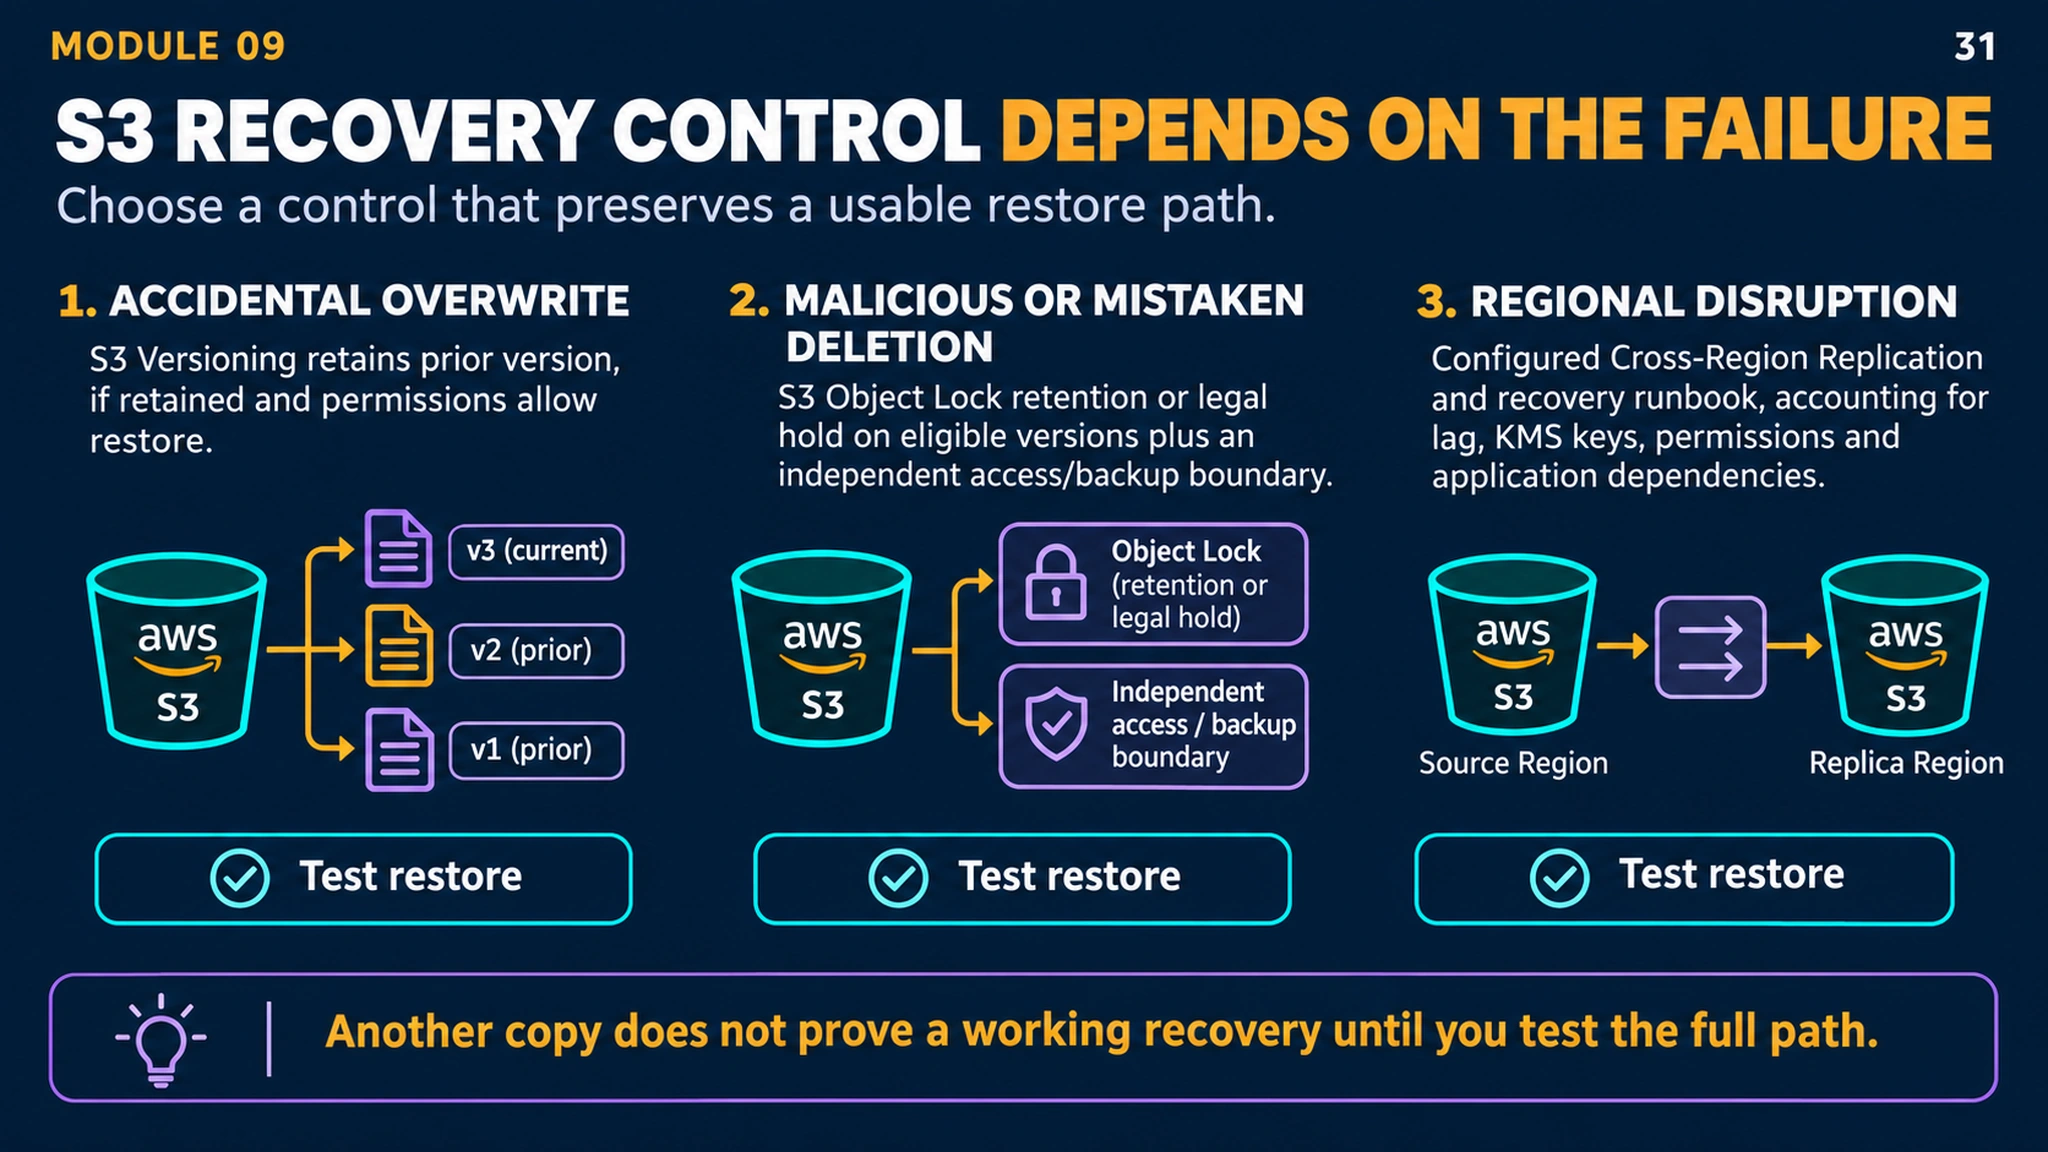 MODULE 09
31
S3 RECOVERY CONTROL DEPENDS ON THE FAILURE
Choose a control that preserves a usable restore path.
1. ACCIDENTAL OVERWRITE
S3 Versioning retains prior version,
if retained and permissions allow
restore.
aws
S3
v3 (current)
v2 (prior)
v1 (prior)
Test restore
2. MALICIOUS OR MISTAKEN
DELETION
S3 Object Lock retention or legal
hold on eligible versions plus an
independent access/backup boundary.
aws
S3
Object Lock
(retention or
legal hold)
Independent
access / backup
boundary
Test restore
3. REGIONAL DISRUPTION
Configured Cross-Region Replication
and recovery runbook, accounting for
lag, KMS keys, permissions and
application dependencies.
aws
S3
Source Region
aws
S3
Replica Region
Test restore
Another copy does not prove a working recovery until you test the full path.